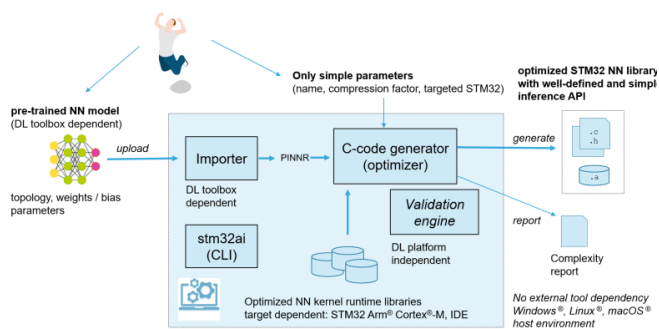 Only simple parameters
(name, compression factor, targeted STM32)
optimized STM32 NN library
with well-defined and simple
inference API
pre-trained NN model
(DL toolbox dependent)
upload
topology, weights / bias
parameters
Importer
DL toolbox
dependent
PINNR
C-code generator
(optimizer)
generate
.c
.h
.a
Validation
engine
DL platform
independent
report
Complexity
report
stm32ai
(CLI)
Optimized NN kernel runtime libraries
target dependent: STM32 Arm® Cortex®-M, IDE
No external tool dependency
Windows®, Linux®, macOS®
host environment